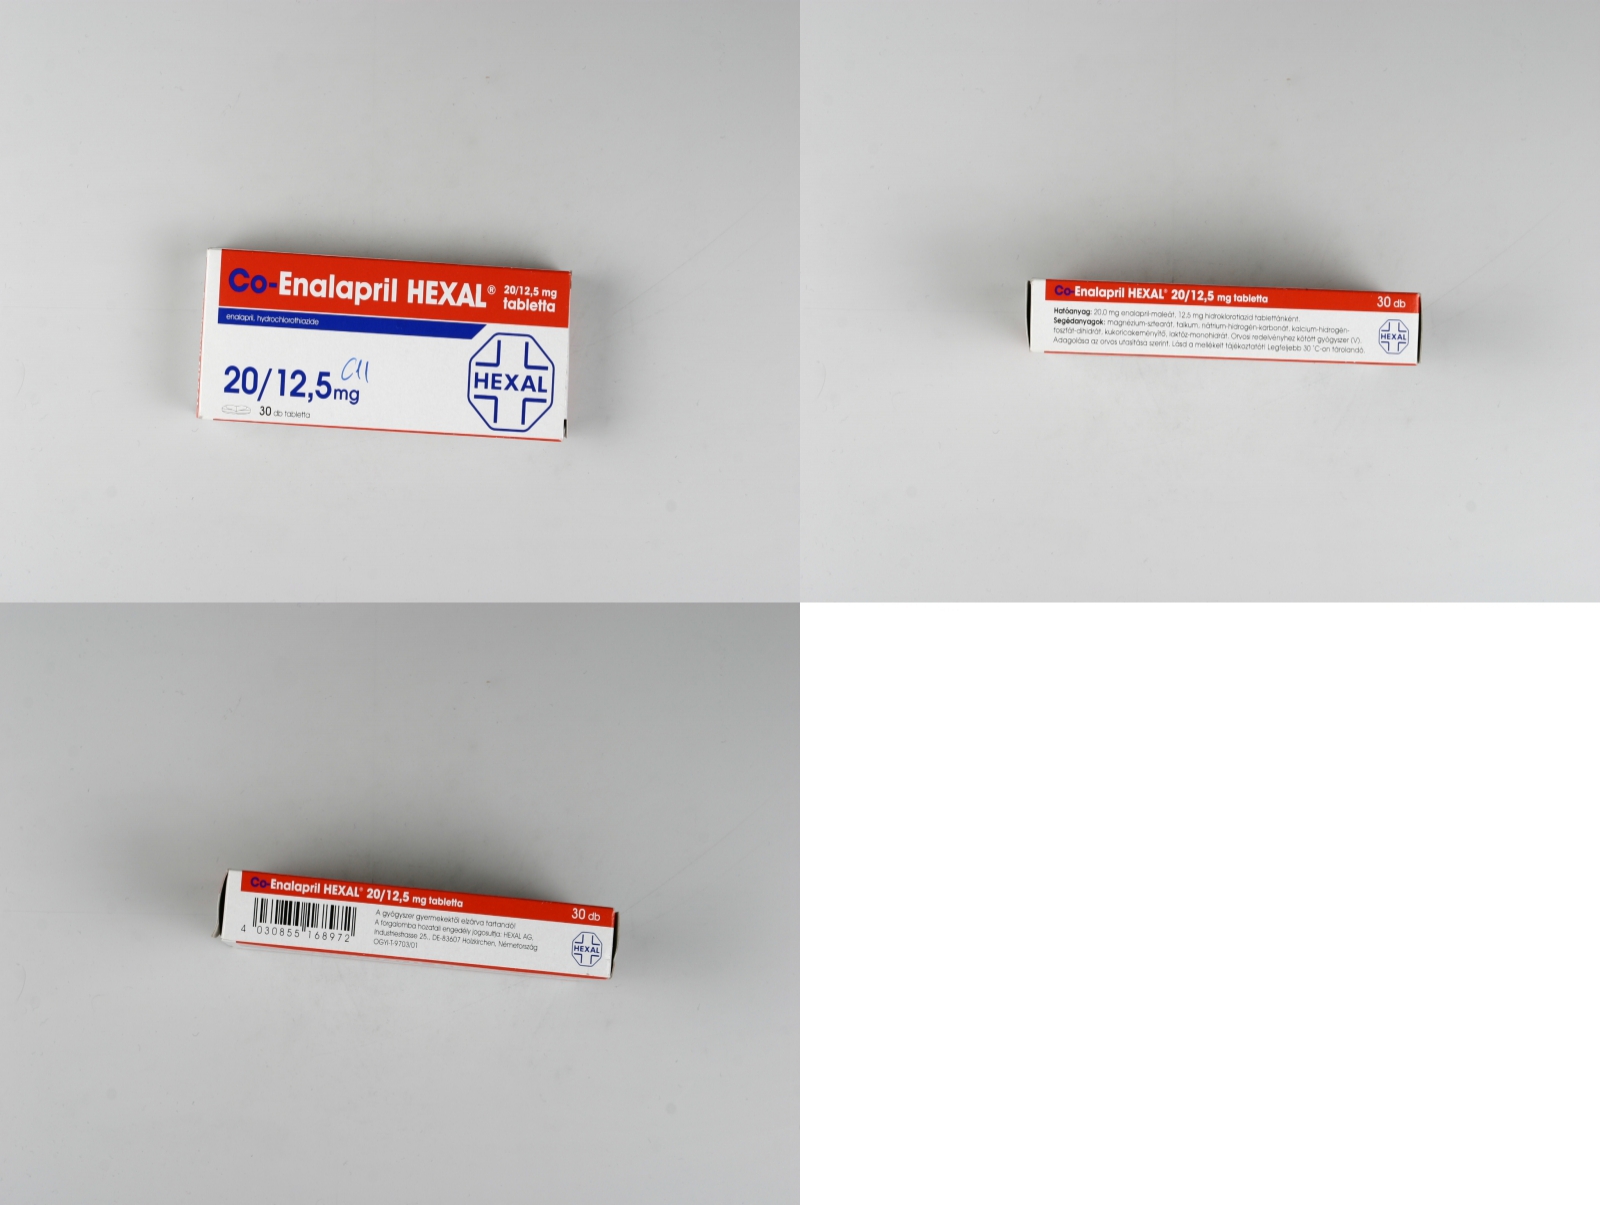 Co-Enalapril HEXAL® 20/12,5 mg
tabletta
enalapril, hydrochlorothiazide
20/12,5 mg
30 db tabletta
HEXAL
Co-Enalapril HEXAL® 20/12,5 mg tabletta 30 db
Hatóanyag: 20,0 mg enalapril-maleát, 12,5 mg hidroklorotiazid tablettánként.
Segédanyagok: magnézium-sztearát, talkum, nátrium-hidrogén-karbonát, kalcium-hidrogén-
foszfát-dihidrát, kukoricakeményítő, laktóz-monohidrát. Orvosi rendelvényhez kötött gyógyszer (V).
Adagolása az orvos utasítása szerint. Lásd a mellékelt tájékoztatót! Legfeljebb 30 °C-on tárolandó.
HEXAL
Co-Enalapril HEXAL® 20/12,5 mg tabletta 30 db
4 030855 168972
A gyógyszer gyermekektől elzárva tartandó!
A forgalomba hozatali engedély jogosultja: HEXAL AG,
Industriestrasse 25., DE-83607 Holzkirchen, Németország
OGYI-T-9703/01
HEXAL